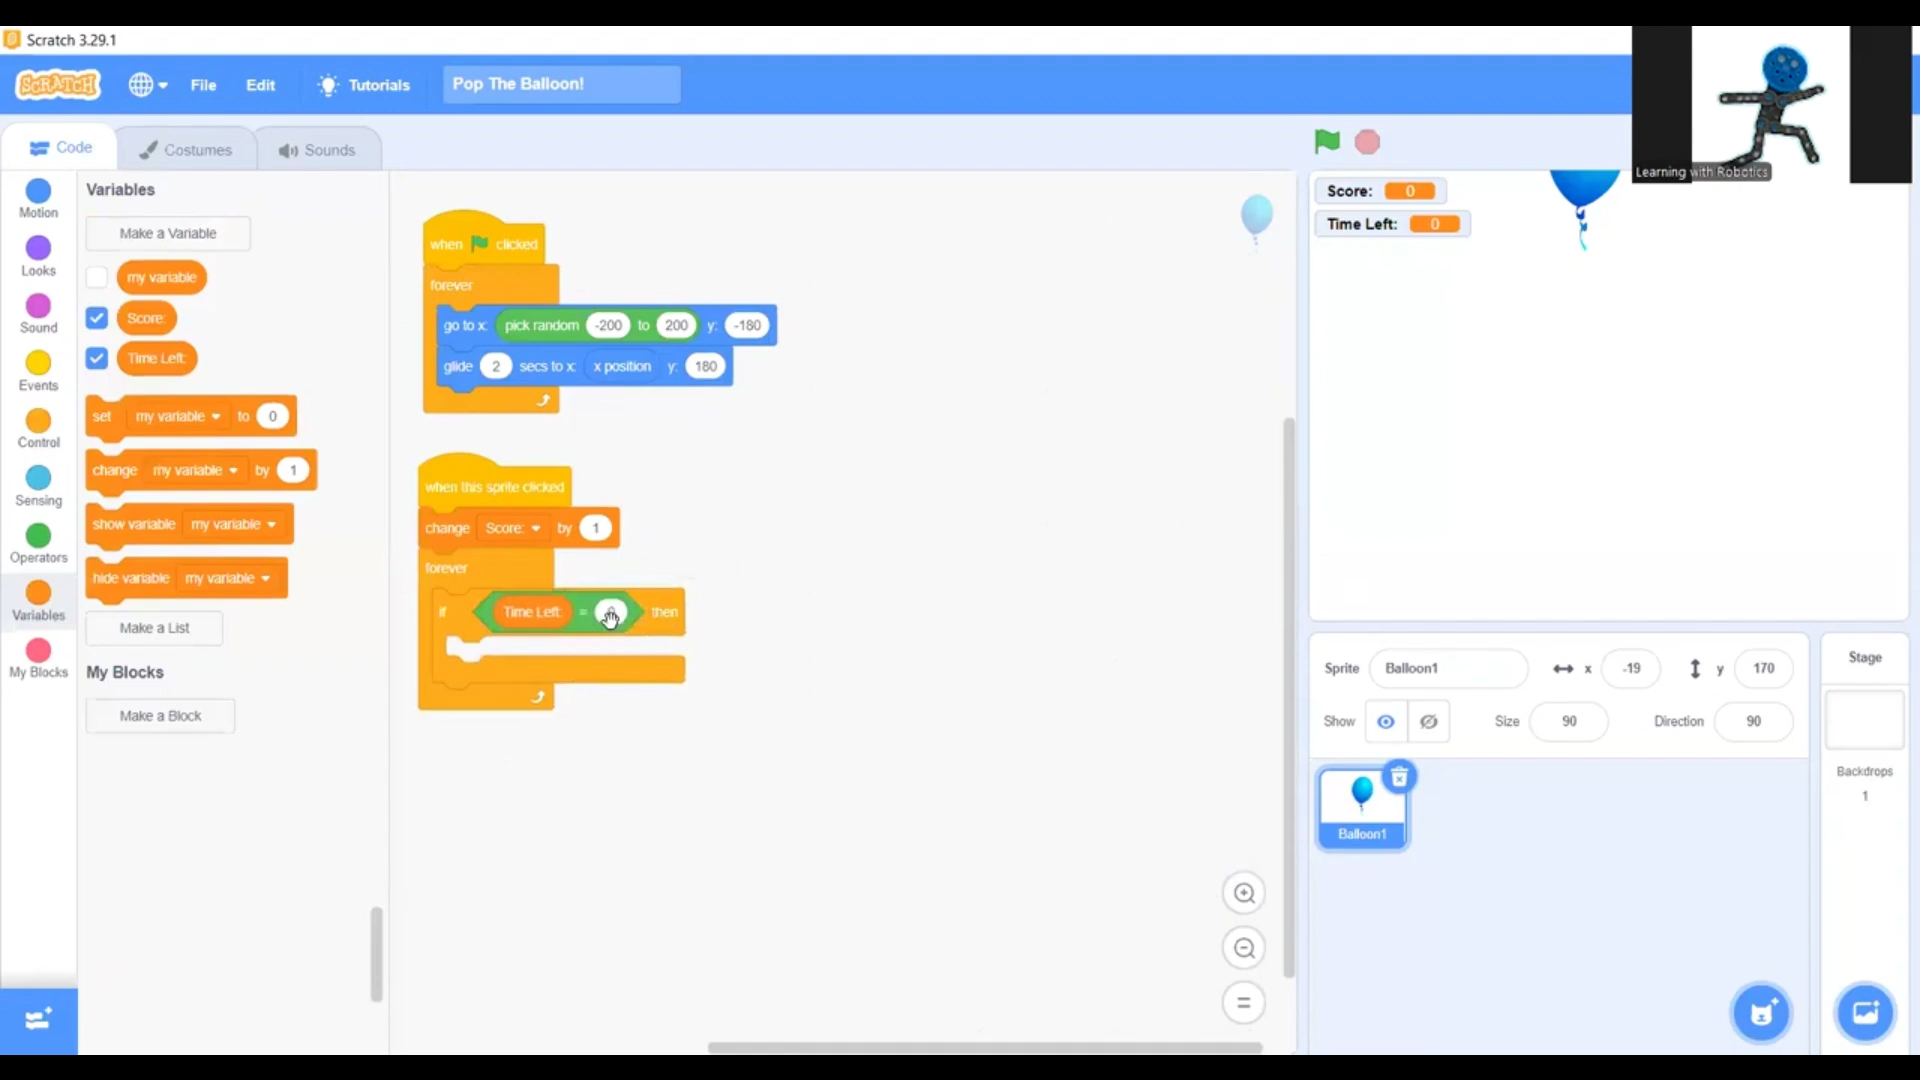 Scratch 3.29.1
SCRATCH
File
Edit
Tutorials
Pop The Balloon!
Learning with Robotics
Code
Costumes
Sounds
Motion
Looks
Sound
Events
Control
Sensing
Operators
Variables
My Blocks
Variables
Make a Variable
my variable
Score:
Time Left:
set my variable to 0
change my variable by 1
show variable my variable
hide variable my variable
Make a List
My Blocks
Make a Block
when clicked
forever
go to x: pick random -200 to 200 y: -180
glide 2 secs to x: x position y: 180
when this sprite clicked
change Score: by 1
forever
if Time Left: = then
Score: 0
Time Left: 0
Sprite Balloon1 x -19 y 170
Show Size 90 Direction 90
Balloon1
Stage
Backdrops
1